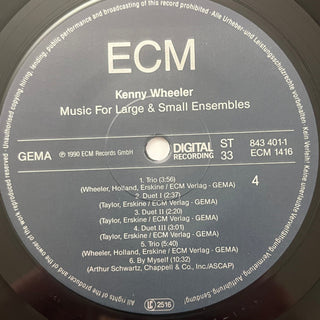 ECM
Kenny Wheeler
Music For Large & Small Ensembles
GEMA
℗ 1990 ECM Records GmbH
DIGITAL
RECORDING
ST
33
843 401-1
ECM 1416
4
1. Trio (3:56)
(Wheeler, Holland, Erskine / ECM Verlag - GEMA)
2. Duet I (2:37)
(Taylor, Erskine / ECM Verlag - GEMA)
3. Duet II (2:20)
(Taylor, Erskine / ECM Verlag - GEMA)
4. Duet III (3:01)
(Taylor, Erskine / ECM Verlag - GEMA)
5. Trio (5:40)
(Wheeler, Holland, Erskine / ECM Verlag - GEMA)
6. By Myself (10:32)
(Arthur Schwartz, Chappell & Co., Inc./ASCAP)
LC 2516
Unauthorised copying, hiring, lending, public performance and broadcasting of this record prohibited.
Alle Urheber- und Leistungsschutzrechte vorbehalten. Kein Verleih! Keine unerlaubte Vervielfältigung, Vermietung, Aufführung, Sendung!
All rights of the producer and of the owner of the work reproduced reserved.